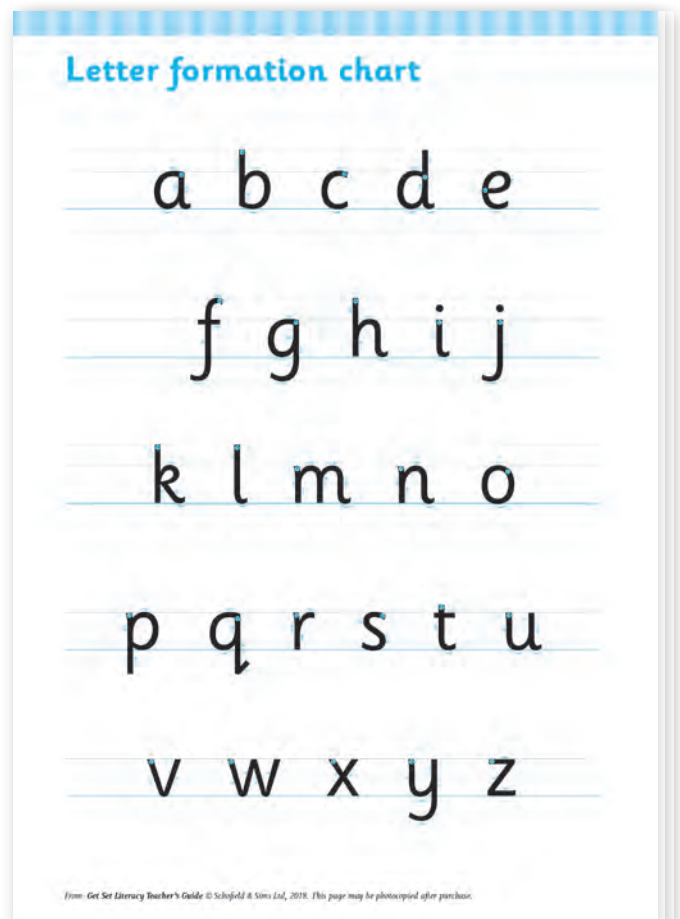 Letter formation chart
a b c d e
f g h i j
k l m n o
p q r s t u
v w x y z
From: Get Set Literacy Teacher's Guide © Schofield & Sims Ltd, 2018. This page may be photocopied after purchase.